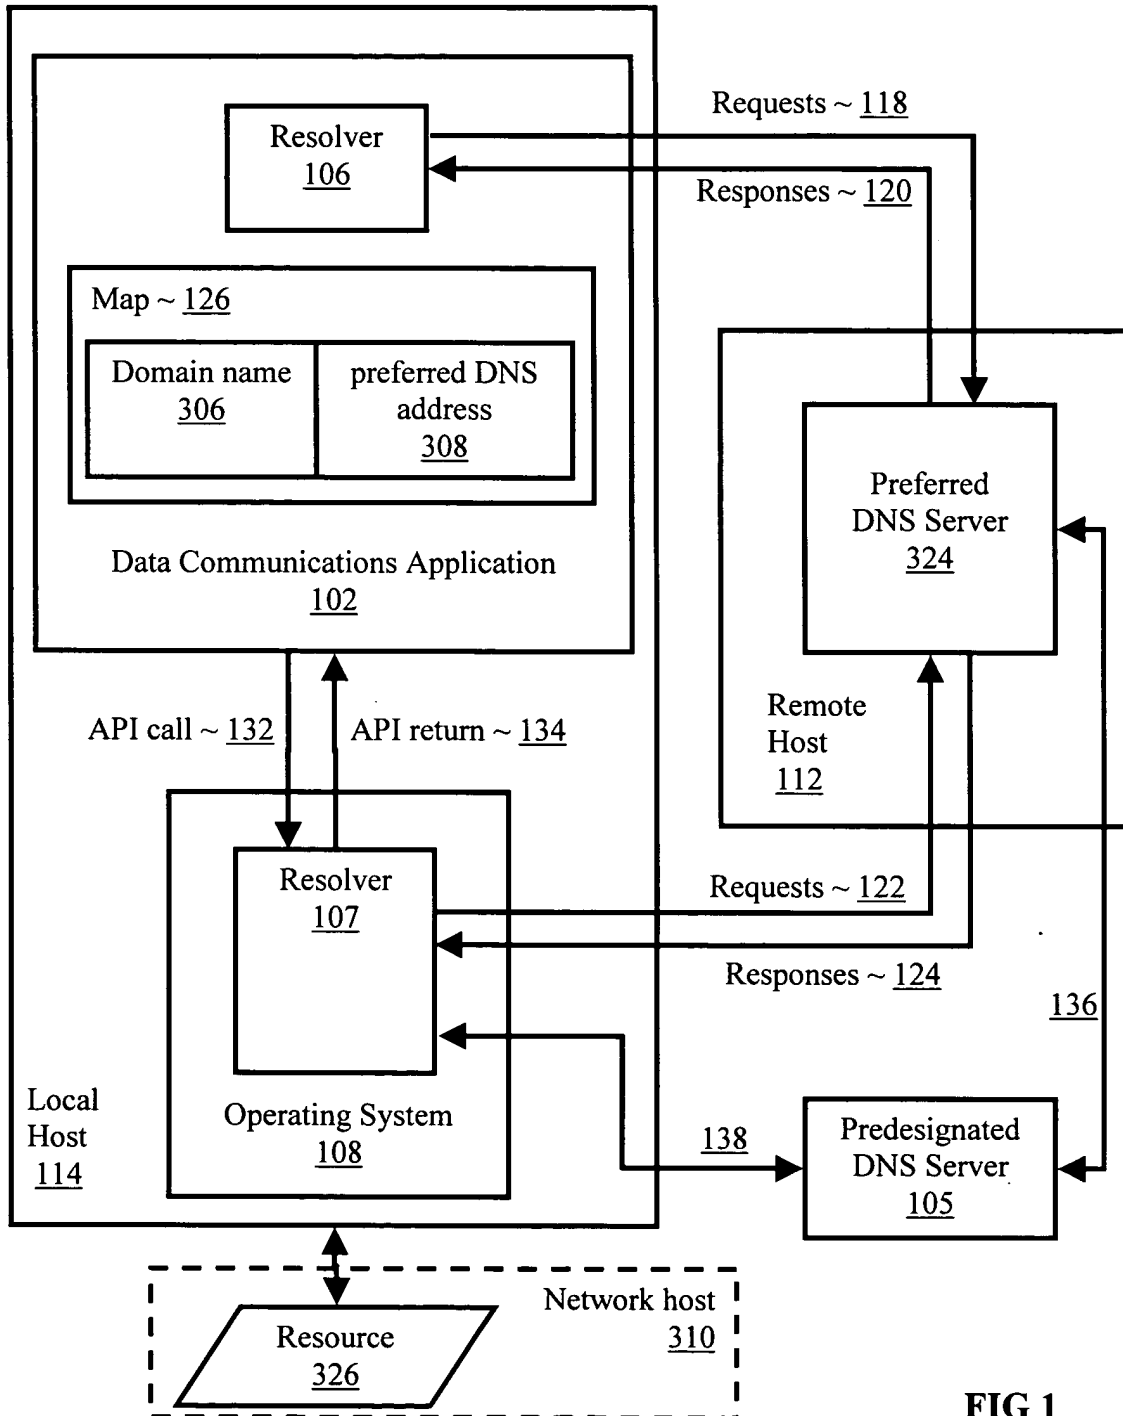 Requests ~ 118
Resolver
106
Responses ~ 120
Map ~ 126
Domain name
306
preferred DNS
address
308
Preferred
DNS Server
324
Data Communications Application
102
Remote
Host
112
API call ~ 132
API return ~ 134
Resolver
107
Requests ~ 122
Responses ~ 124
136
Local
Host
114
Operating System
108
138
Predesignated
DNS Server
105
Network host
310
Resource
326
FIG 1